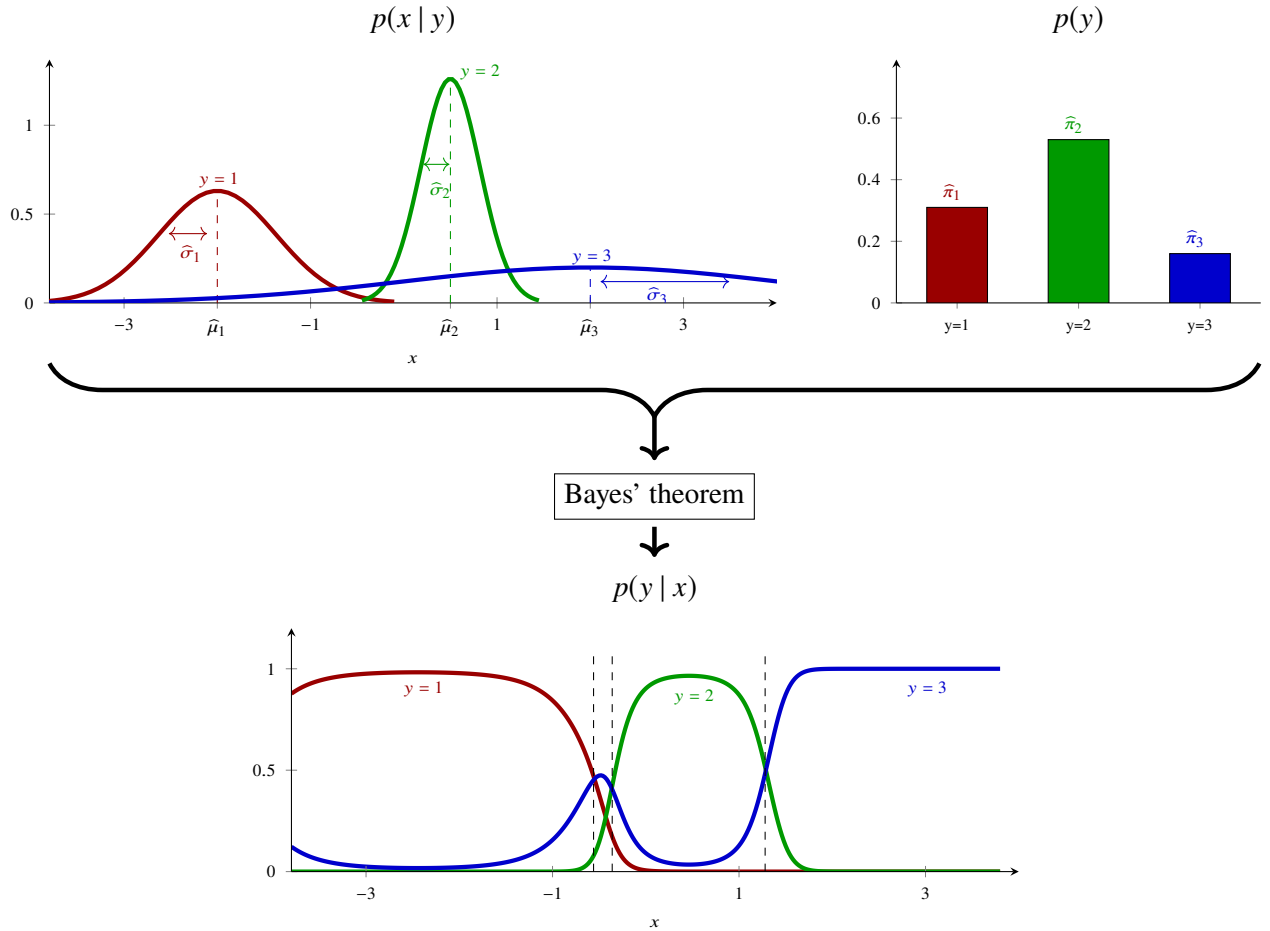 p(x | y)
p(y)
0
0.5
1
−3
μ̂₁
−1
μ̂₂
1
μ̂₃
3
x
y = 1
σ̂₁
y = 2
σ̂₂
y = 3
σ̂₃
0
0.2
0.4
0.6
π̂₁
π̂₂
π̂₃
y=1
y=2
y=3
Bayes’ theorem
p(y | x)
0
0.5
1
y = 1
y = 2
y = 3
−3
−1
1
3
x